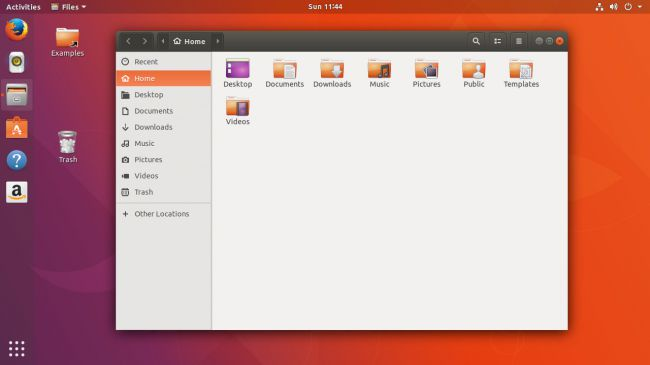 Activities Files Sun 11:44
Examples
Trash
Home
Recent
Home
Desktop
Documents
Downloads
Music
Pictures
Videos
Trash
Other Locations
Desktop Documents Downloads Music Pictures Public Templates
Videos